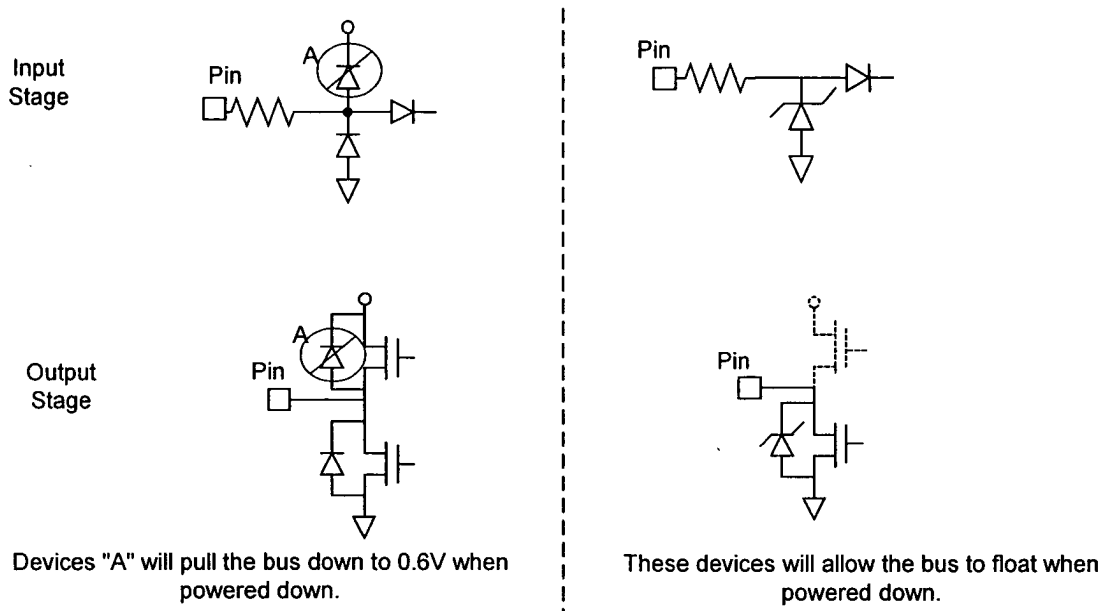 Input
Stage
Pin
A
Pin
Output
Stage
Pin
A
Pin
Devices "A" will pull the bus down to 0.6V when
powered down.
These devices will allow the bus to float when
powered down.